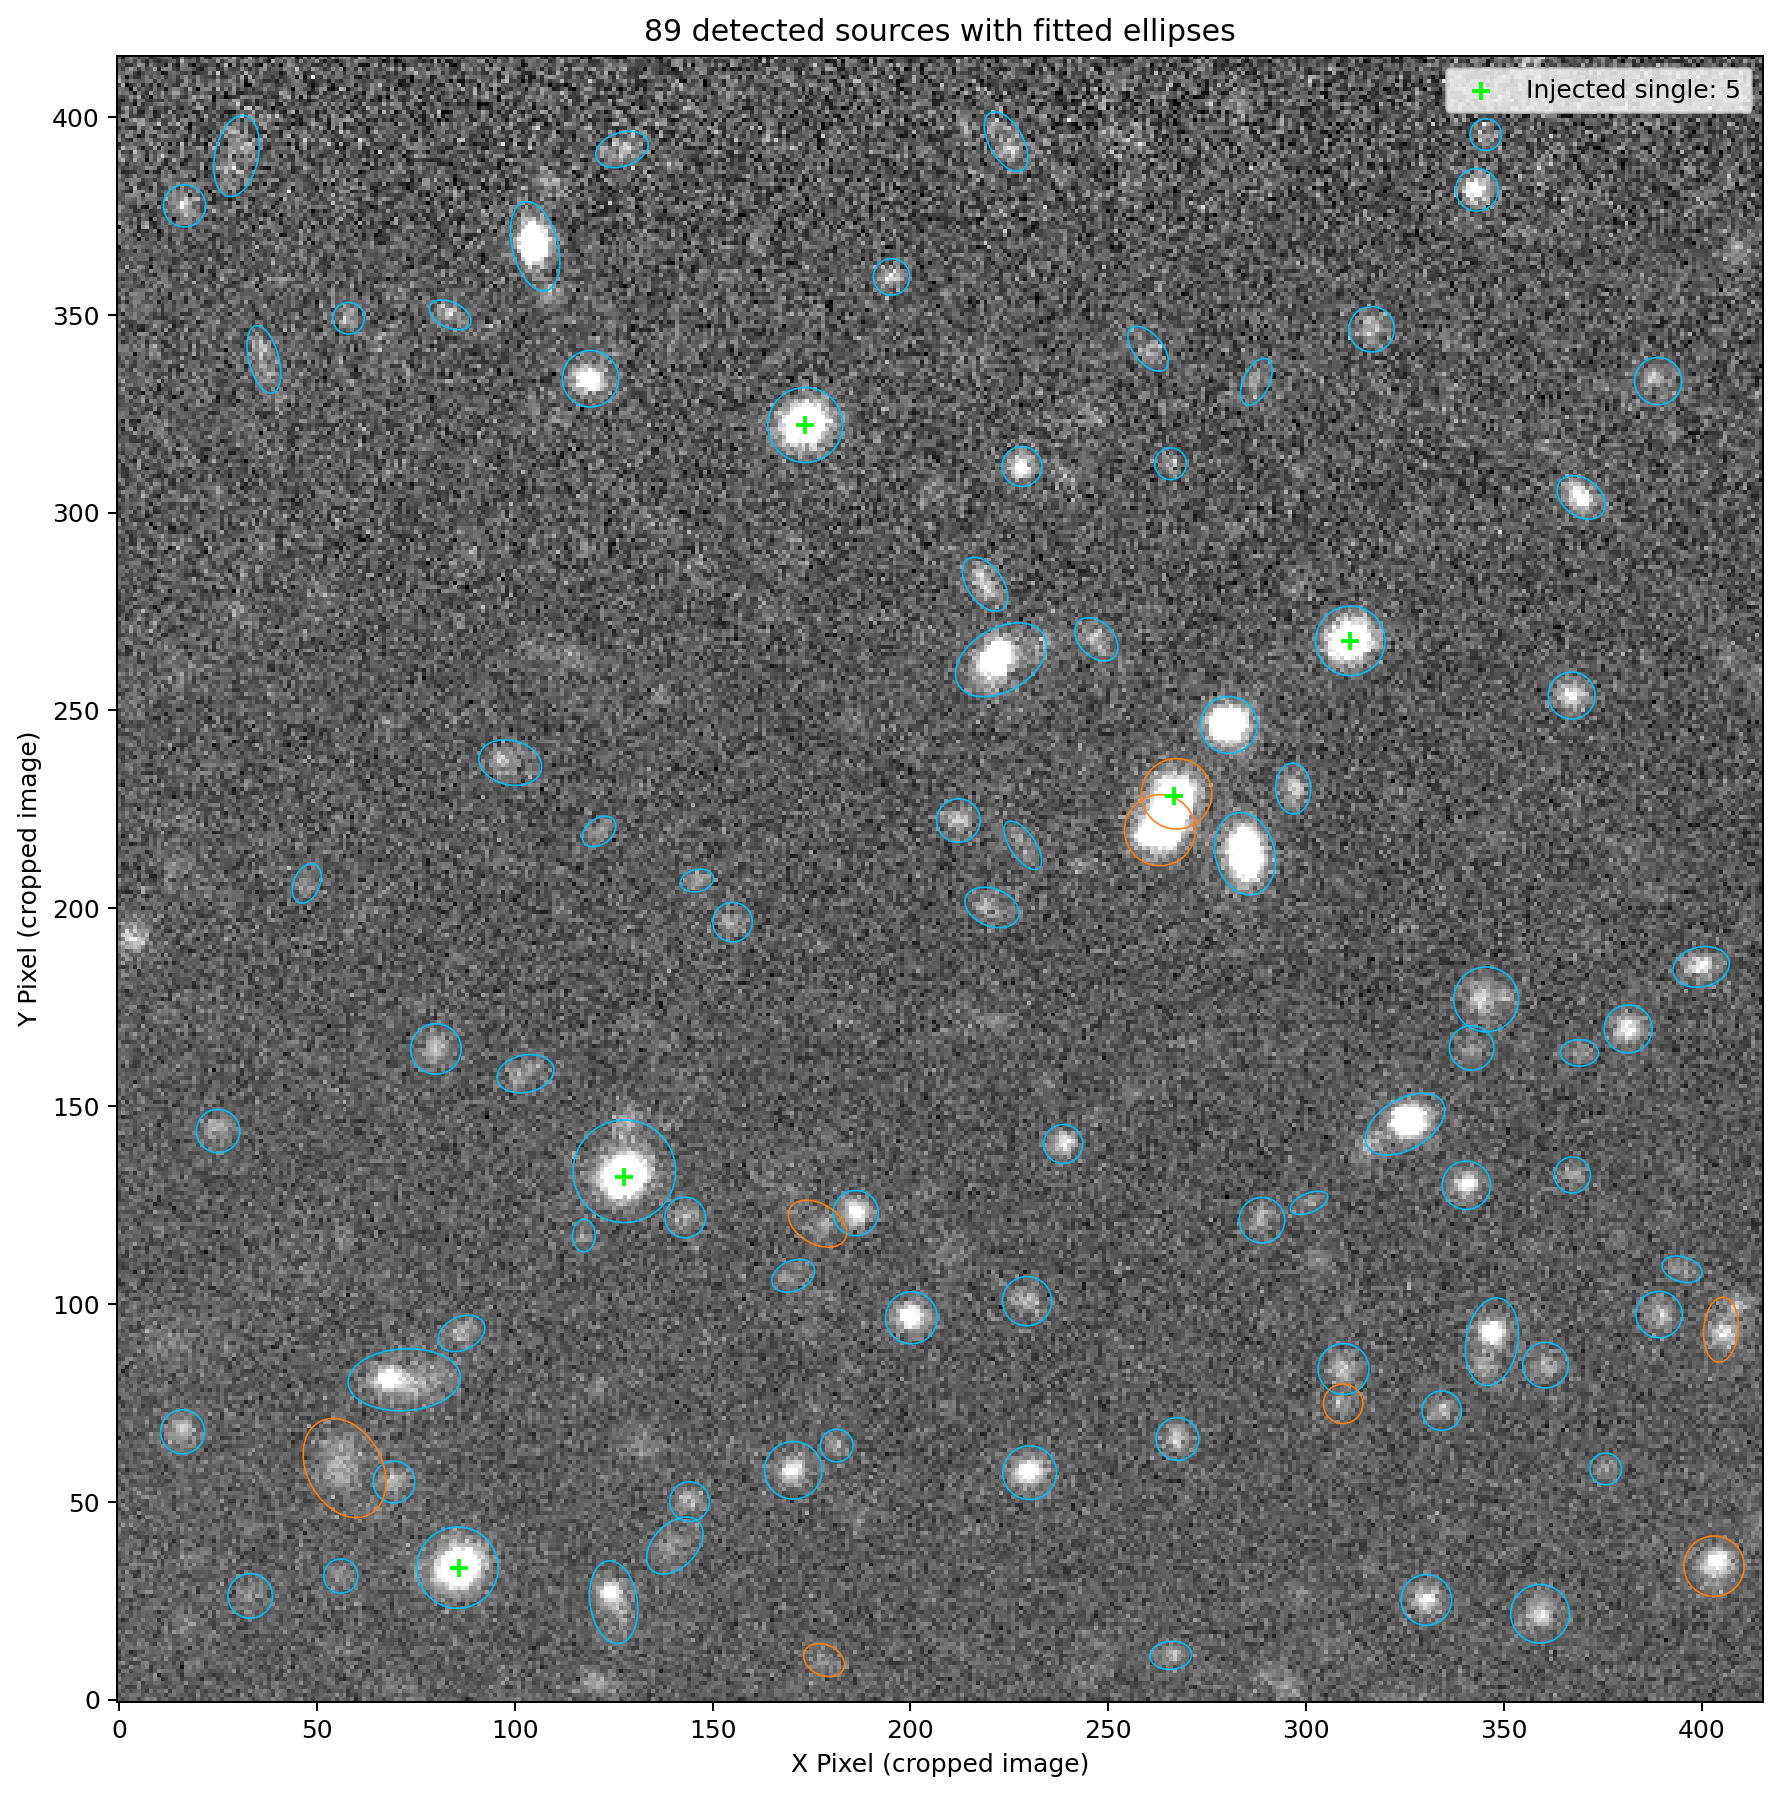 89 detected sources with fitted ellipses
Injected single: 5
Y Pixel (cropped image)
400
350
300
250
200
150
100
50
0
0 50 100 150 200 250 300 350 400
X Pixel (cropped image)